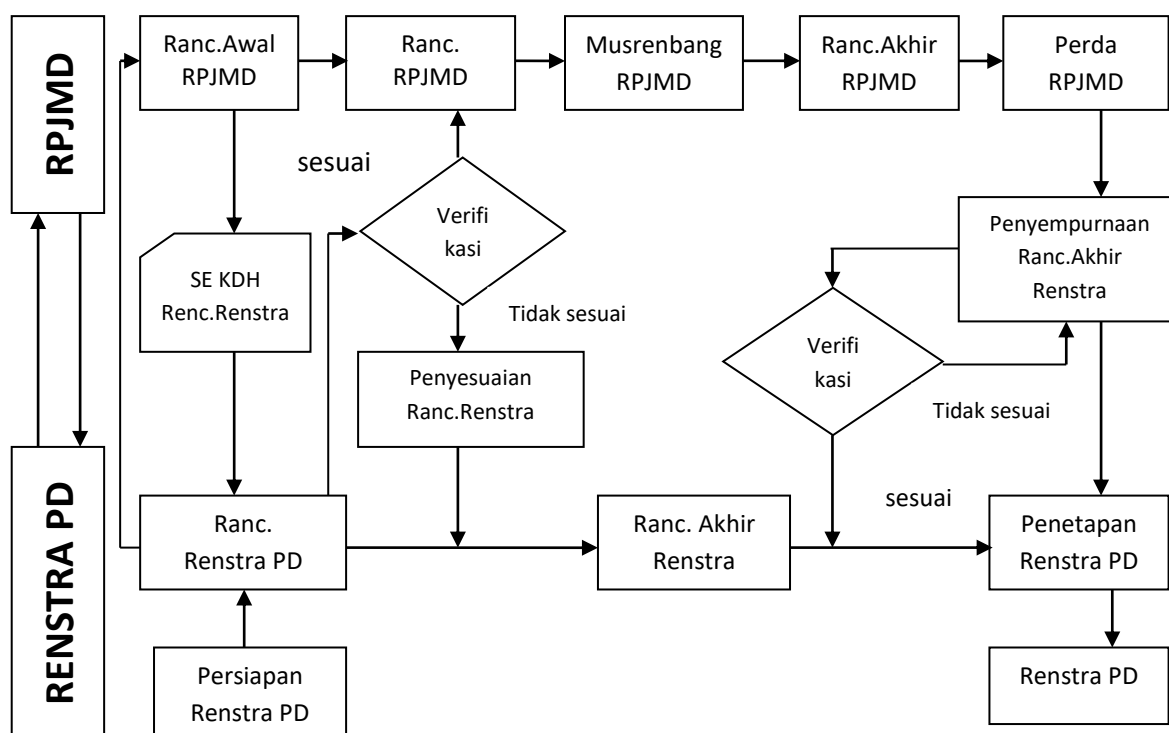 RPJMD
Ranc.Awal
RPJMD
Ranc.
RPJMD
Musrenbang
RPJMD
Ranc.Akhir
RPJMD
Perda
RPJMD
sesuai
Verifi
kasi
SE KDH
Renc.Renstra
Tidak sesuai
Penyesuaian
Ranc.Renstra
Penyempurnaan
Ranc.Akhir
Renstra
Verifi
kasi
Tidak sesuai
sesuai
RENSTRA PD
Ranc.
Renstra PD
Ranc. Akhir
Renstra
Penetapan
Renstra PD
Persiapan
Renstra PD
Renstra PD